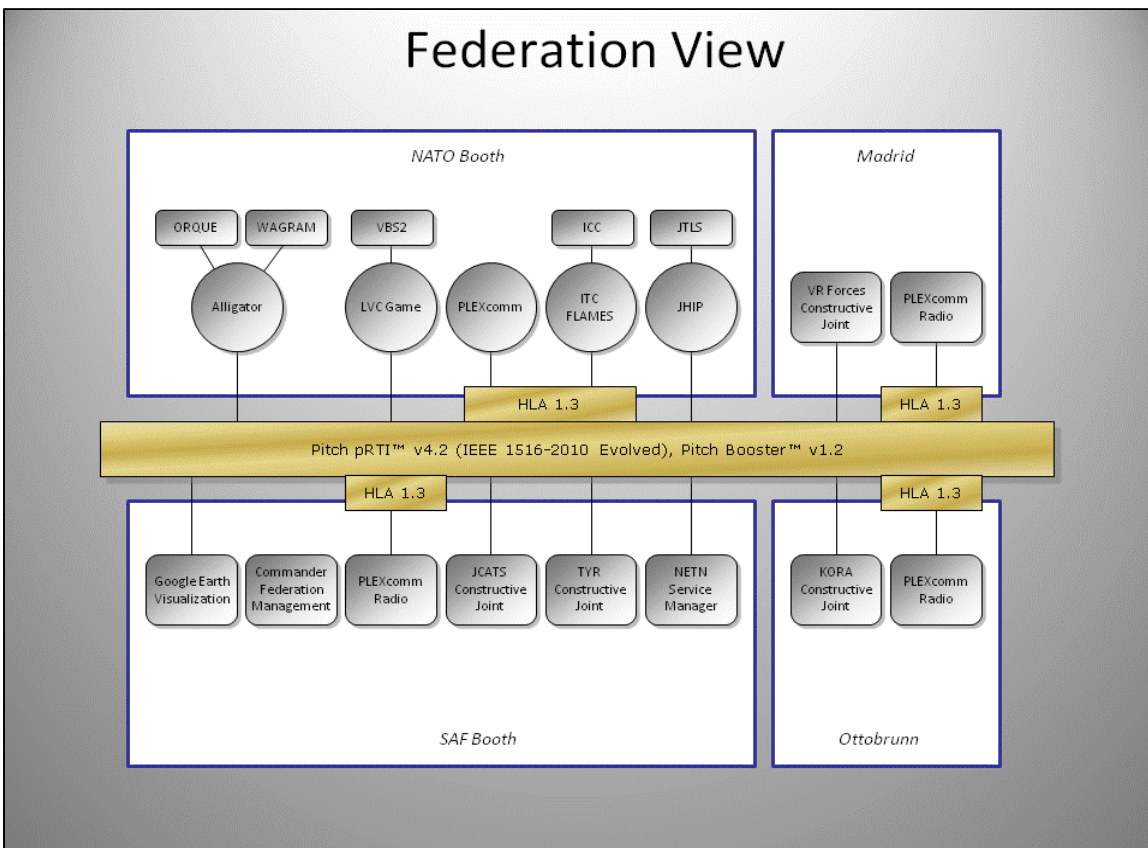 Federation View
NATO Booth
Madrid
ORQUE
WAGRAM
VBS2
ICC
JTLS
Alligator
LVC Game
PLEXcomm
ITC
FLAMES
JHIP
VR Forces
Constructive
Joint
PLEXcomm
Radio
HLA 1.3
HLA 1.3
Pitch pRTI™ v4.2 (IEEE 1516-2010 Evolved), Pitch Booster™ v1.2
HLA 1.3
HLA 1.3
Google Earth
Visualization
Commander
Federation
Management
PLEXcomm
Radio
JCATS
Constructive
Joint
TYR
Constructive
Joint
NETN
Service
Manager
KORA
Constructive
Joint
PLEXcomm
Radio
SAF Booth
Ottobrunn